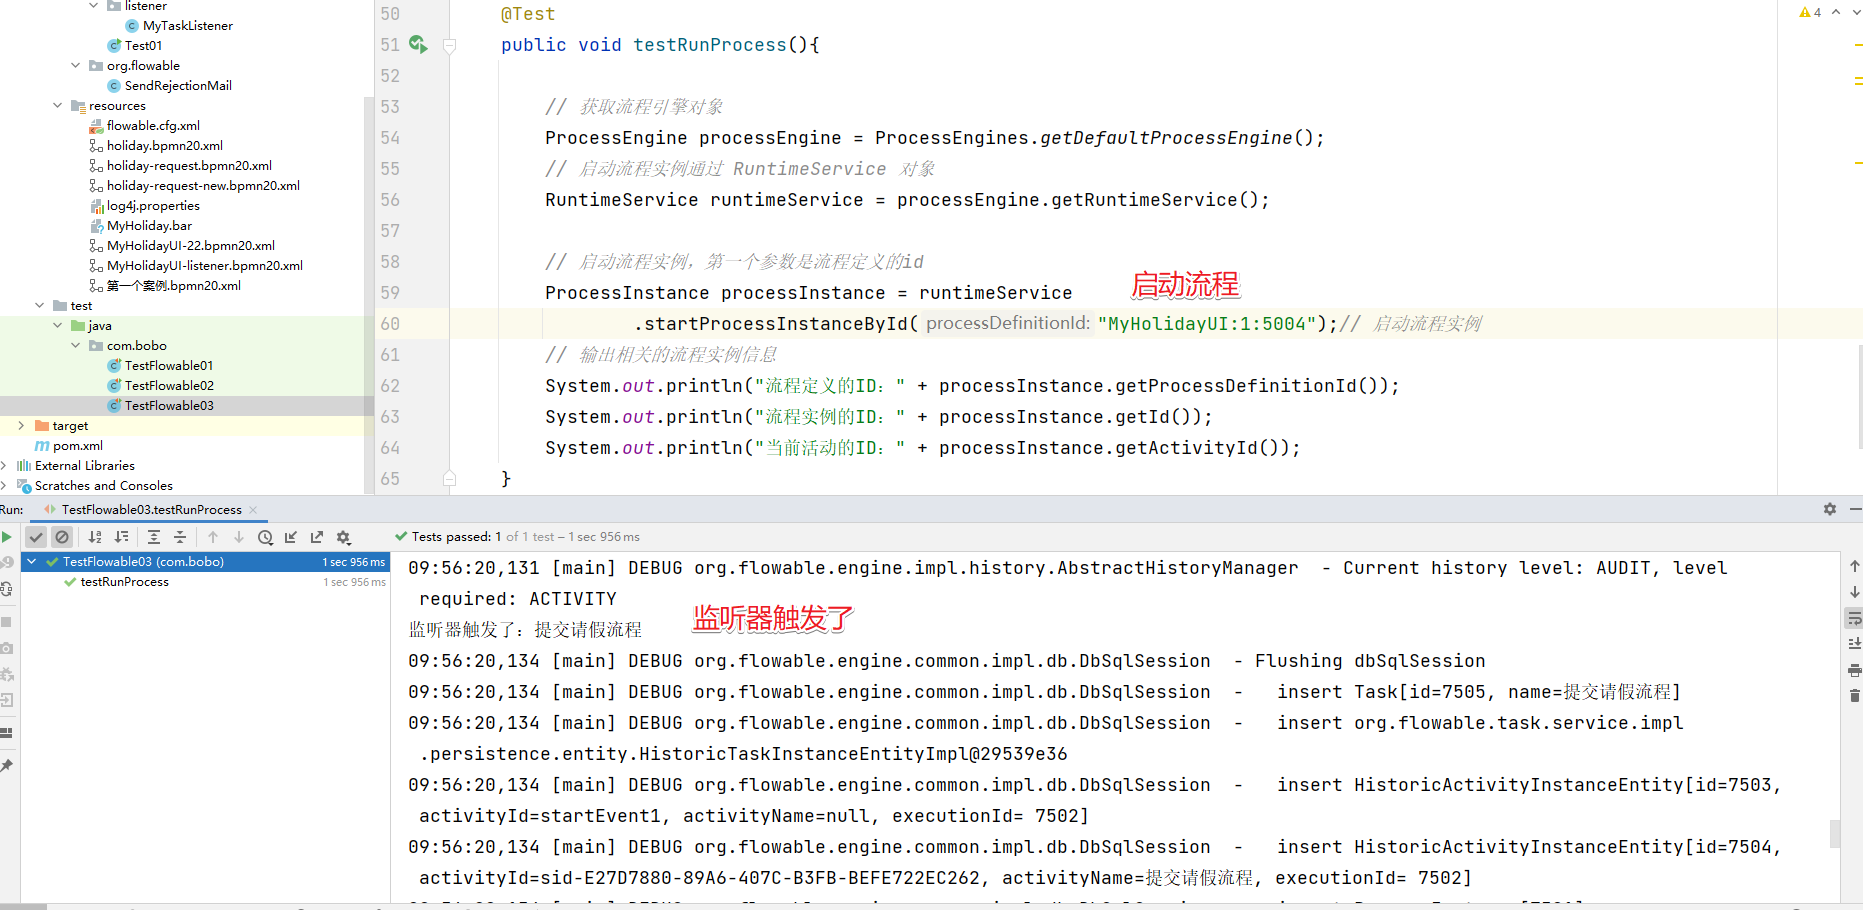 listener
MyTaskListener
Test01
org.flowable
SendRejectionMail
resources
flowable.cfg.xml
holiday.bpmn20.xml
holiday-request.bpmn20.xml
holiday-request-new.bpmn20.xml
log4j.properties
MyHoliday.bar
MyHolidayUI-22.bpmn20.xml
MyHolidayUI-listener.bpmn20.xml
第一个案例.bpmn20.xml
test
java
com.bobo
TestFlowable01
TestFlowable02
TestFlowable03
target
pom.xml
External Libraries
Scratches and Consoles
4
50 @Test
51 public void testRunProcess(){
52
53 // 获取流程引擎对象
54 ProcessEngine processEngine = ProcessEngines.getDefaultProcessEngine();
55 // 启动流程实例通过 RuntimeService 对象
56 RuntimeService runtimeService = processEngine.getRuntimeService();
57
58 // 启动流程实例，第一个参数是流程定义的id
59 ProcessInstance processInstance = runtimeService
启动流程
60 .startProcessInstanceById( processDefinitionId: "MyHolidayUI:1:5004");// 启动流程实例
61 // 输出相关的流程实例信息
62 System.out.println("流程定义的ID：" + processInstance.getProcessDefinitionId());
63 System.out.println("流程实例的ID：" + processInstance.getId());
64 System.out.println("当前活动的ID：" + processInstance.getActivityId());
65 }
Run: TestFlowable03.testRunProcess
Tests passed: 1 of 1 test – 1 sec 956 ms
TestFlowable03 (com.bobo) 1 sec 956 ms
testRunProcess 1 sec 956 ms
09:56:20,131 [main] DEBUG org.flowable.engine.impl.history.AbstractHistoryManager  - Current history level: AUDIT, level
required: ACTIVITY
监听器触发了：提交请假流程
监听器触发了
09:56:20,134 [main] DEBUG org.flowable.engine.common.impl.db.DbSqlSession  - Flushing dbSqlSession
09:56:20,134 [main] DEBUG org.flowable.engine.common.impl.db.DbSqlSession  -   insert Task[id=7505, name=提交请假流程]
09:56:20,134 [main] DEBUG org.flowable.engine.common.impl.db.DbSqlSession  -   insert org.flowable.task.service.impl
.persistence.entity.HistoricTaskInstanceEntityImpl@29539e36
09:56:20,134 [main] DEBUG org.flowable.engine.common.impl.db.DbSqlSession  -   insert HistoricActivityInstanceEntity[id=7503,
activityId=startEvent1, activityName=null, executionId= 7502]
09:56:20,134 [main] DEBUG org.flowable.engine.common.impl.db.DbSqlSession  -   insert HistoricActivityInstanceEntity[id=7504,
activityId=sid-E27D7880-89A6-407C-B3FB-BEFE722EC262, activityName=提交请假流程, executionId= 7502]